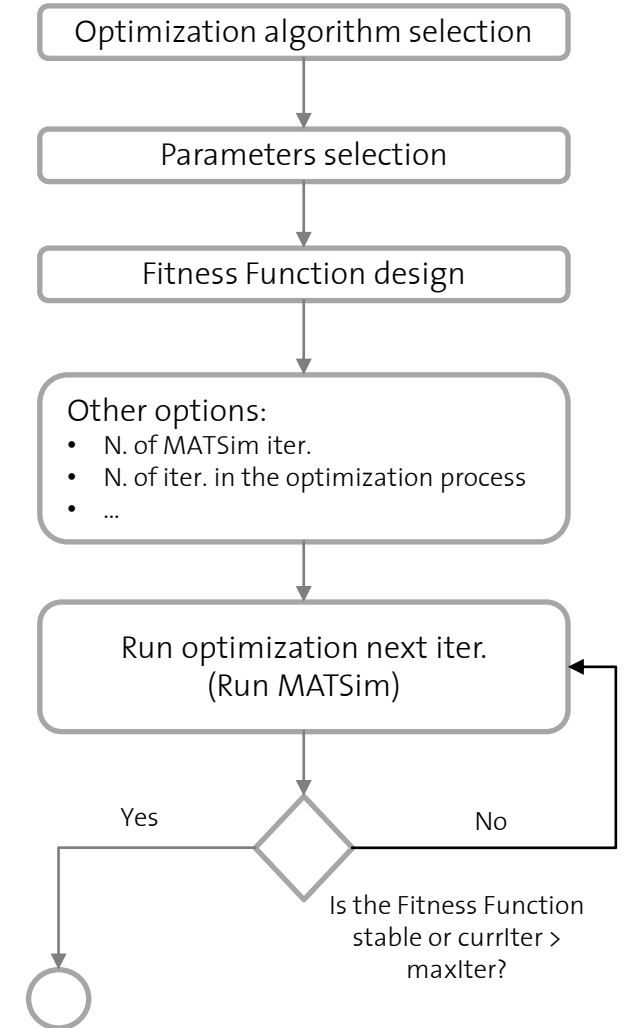 Optimization algorithm selection
Parameters selection
Fitness Function design
Other options:
• N. of MATSim iter.
• N. of iter. in the optimization process
• ...
Run optimization next iter.
(Run MATSim)
Yes
No
Is the Fitness Function
stable or currIter >
maxIter?